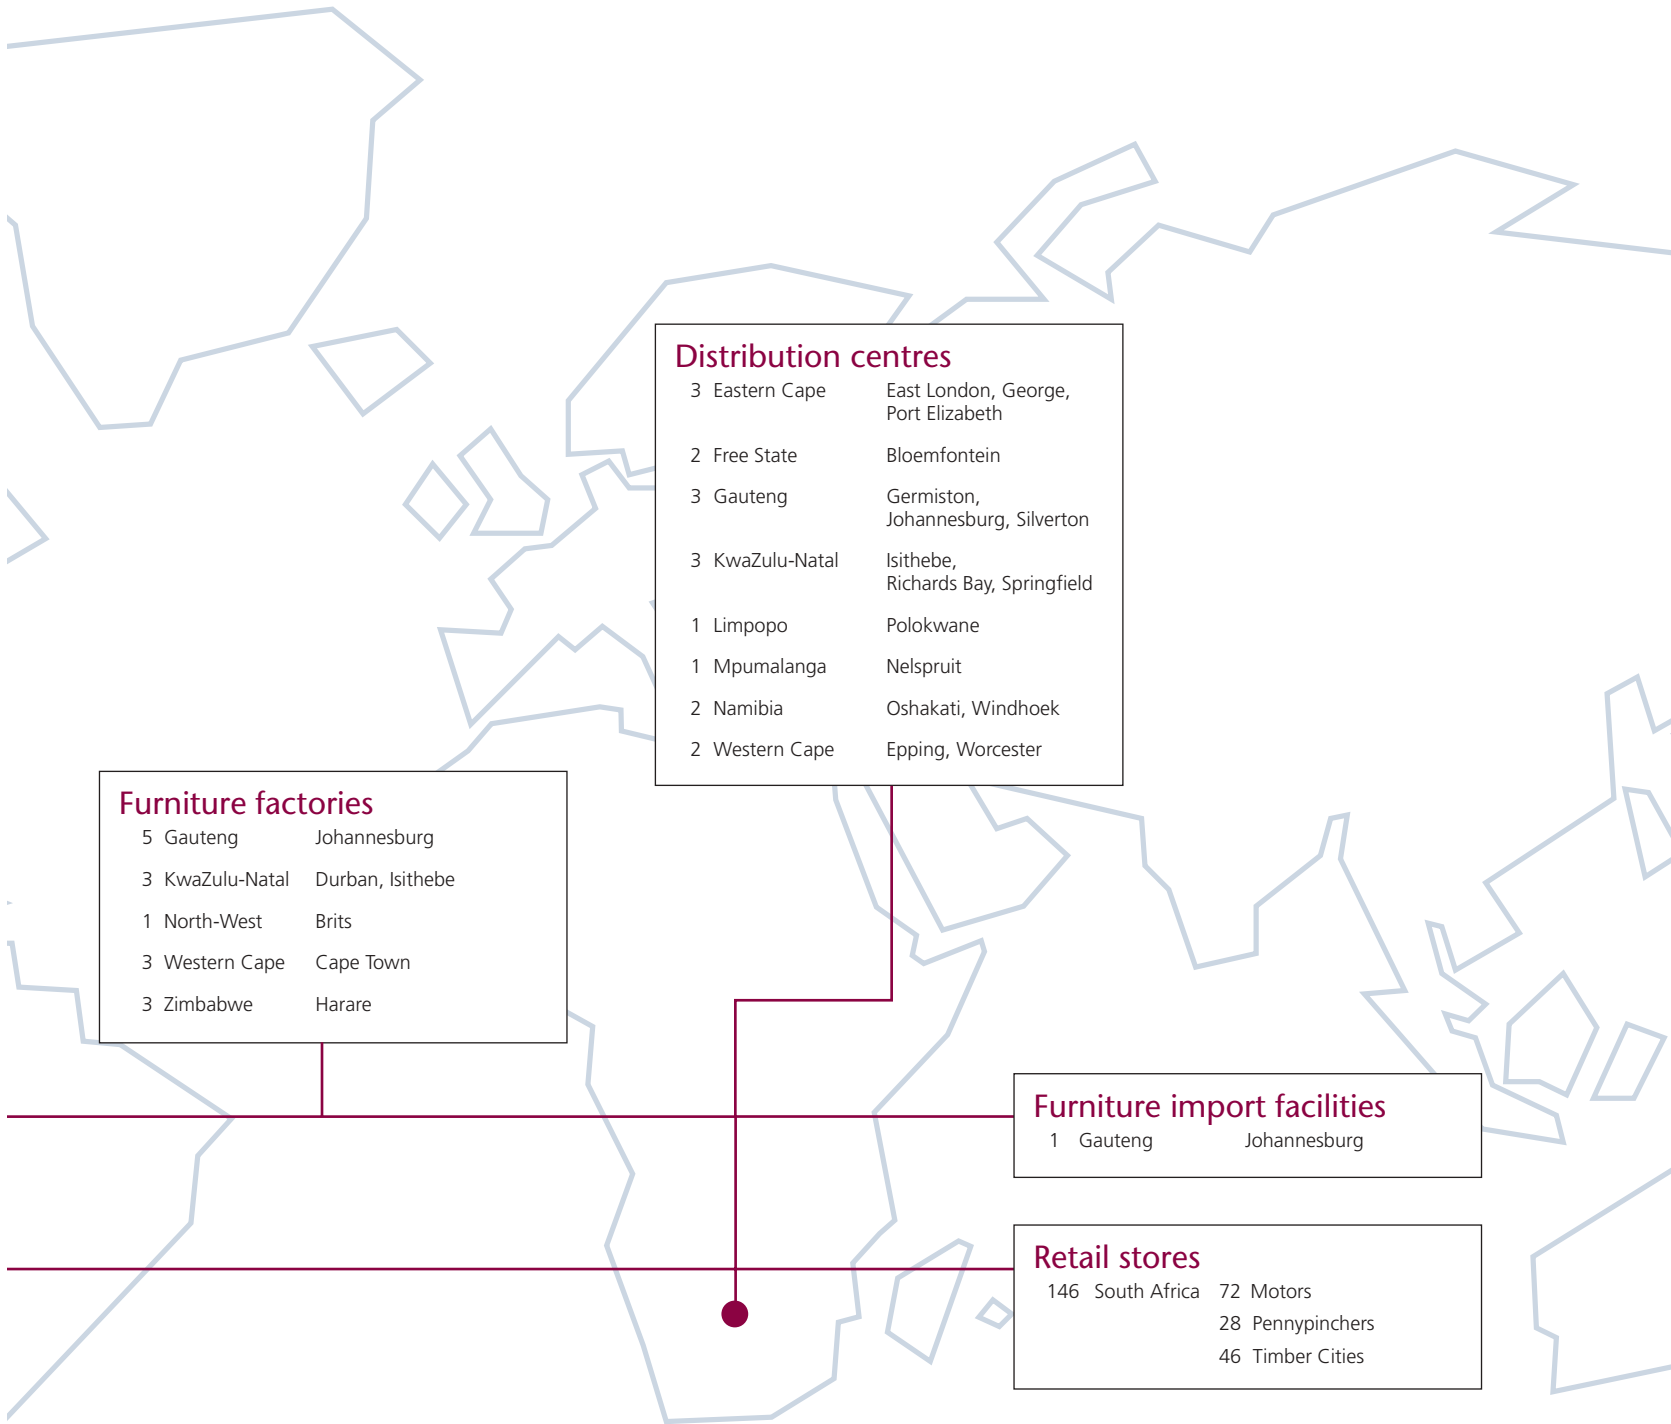 Distribution centres
3 Eastern Cape East London, George,
Port Elizabeth
2 Free State Bloemfontein
3 Gauteng Germiston,
Johannesburg, Silverton
3 KwaZulu-Natal Isithebe,
Richards Bay, Springfield
1 Limpopo Polokwane
1 Mpumalanga Nelspruit
2 Namibia Oshakati, Windhoek
2 Western Cape Epping, Worcester
Furniture factories
5 Gauteng Johannesburg
3 KwaZulu-Natal Durban, Isithebe
1 North-West Brits
3 Western Cape Cape Town
3 Zimbabwe Harare
Furniture import facilities
1 Gauteng Johannesburg
Retail stores
146 South Africa 72 Motors
28 Pennypinchers
46 Timber Cities